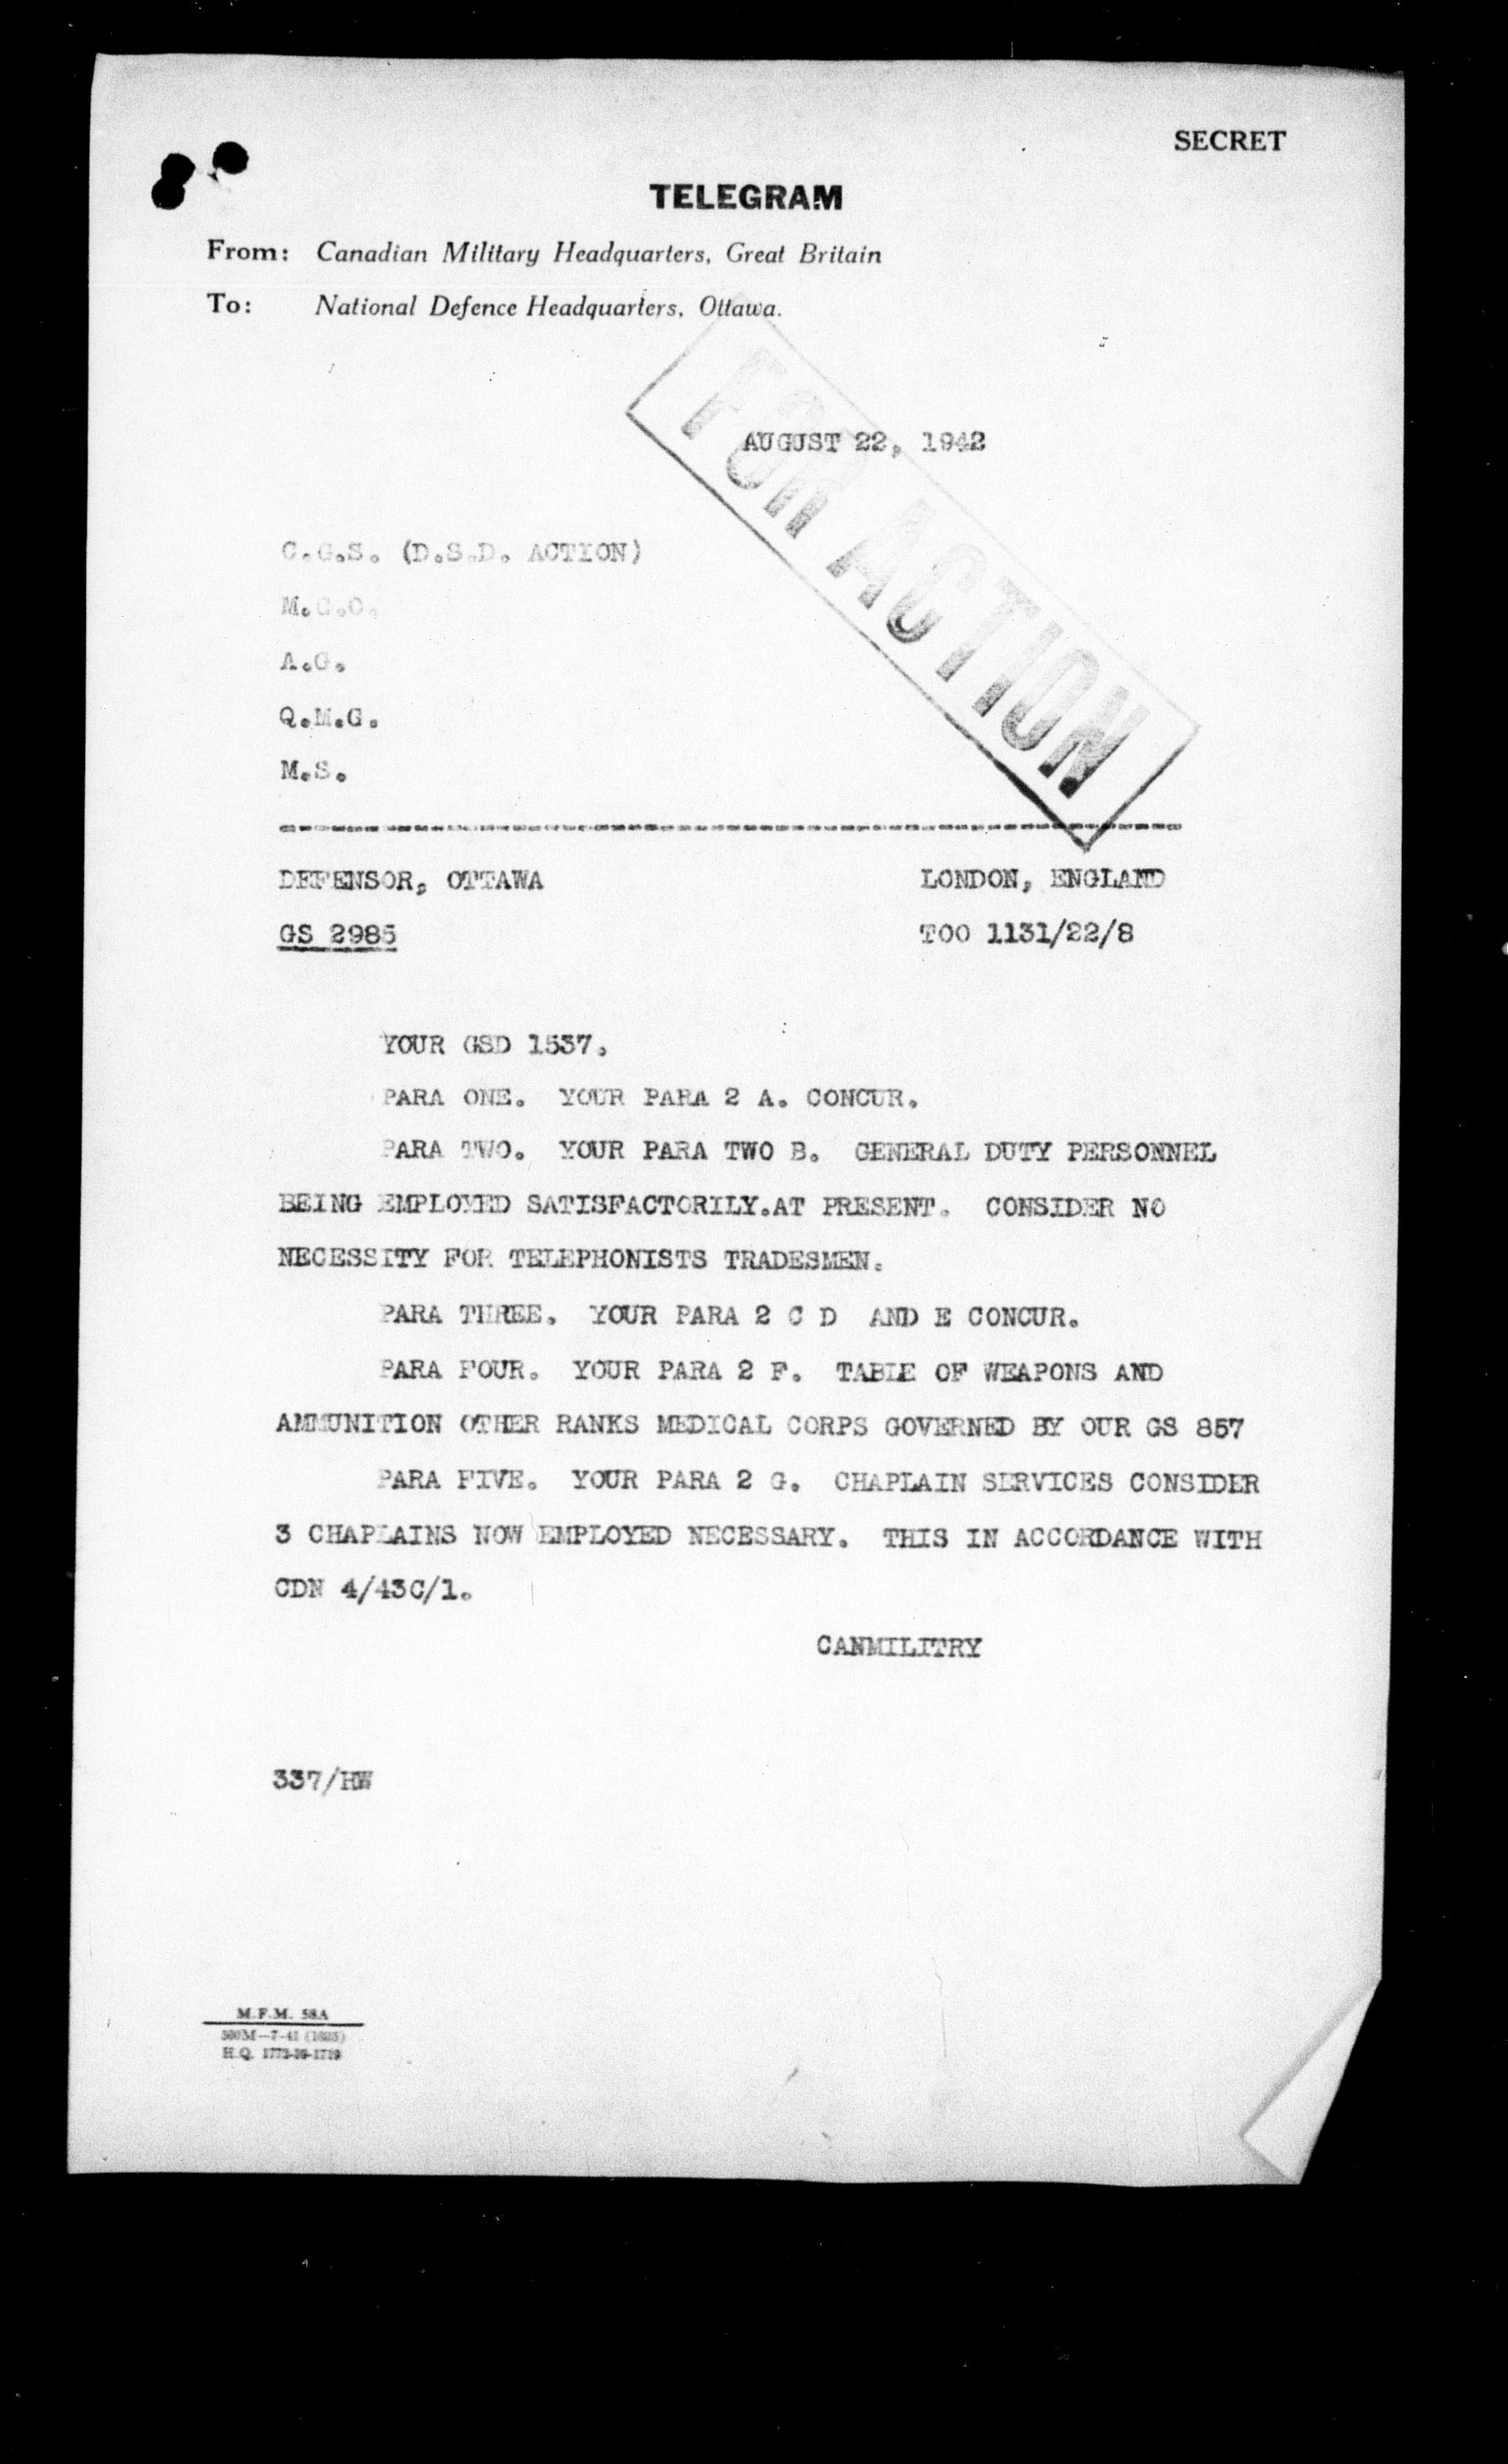 SECRET
TELEGRAM
From: Canadian Military Headquarters, Great Britain
To: National Defence Headquarters, Ottawa.
FOR ACTION
AUGUST 22, 1942
C.G.S. (D.S.D. ACTION)
M.G.O.
A.G.
Q.M.G.
M.S.
DEFENSOR, OTTAWA LONDON, ENGLAND
GS 2985 TOO 1131/22/8
YOUR GSD 1537.
PARA ONE. YOUR PARA 2 A. CONCUR.
PARA TWO. YOUR PARA TWO B. GENERAL DUTY PERSONNEL
BEING EMPLOYED SATISFACTORILY.AT PRESENT. CONSIDER NO
NECESSITY FOR TELEPHONISTS TRADESMEN.
PARA THREE. YOUR PARA 2 C D AND E CONCUR.
PARA FOUR. YOUR PARA 2 F. TABLE OF WEAPONS AND
AMMUNITION OTHER RANKS MEDICAL CORPS GOVERNED BY OUR GS 857
PARA FIVE. YOUR PARA 2 G. CHAPLAIN SERVICES CONSIDER
3 CHAPLAINS NOW EMPLOYED NECESSARY. THIS IN ACCORDANCE WITH
CDN 4/43C/1.
CANMILITRY
337/HW
M.F.M. 58A
H.Q.